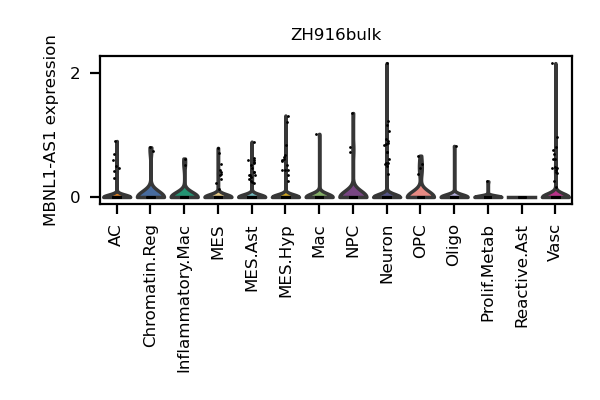 ZH916bulk
MBNL1-AS1 expression
2
0
AC
Chromatin.Reg
Inflammatory.Mac
MES
MES.Ast
MES.Hyp
Mac
NPC
Neuron
OPC
Oligo
Prolif.Metab
Reactive.Ast
Vasc